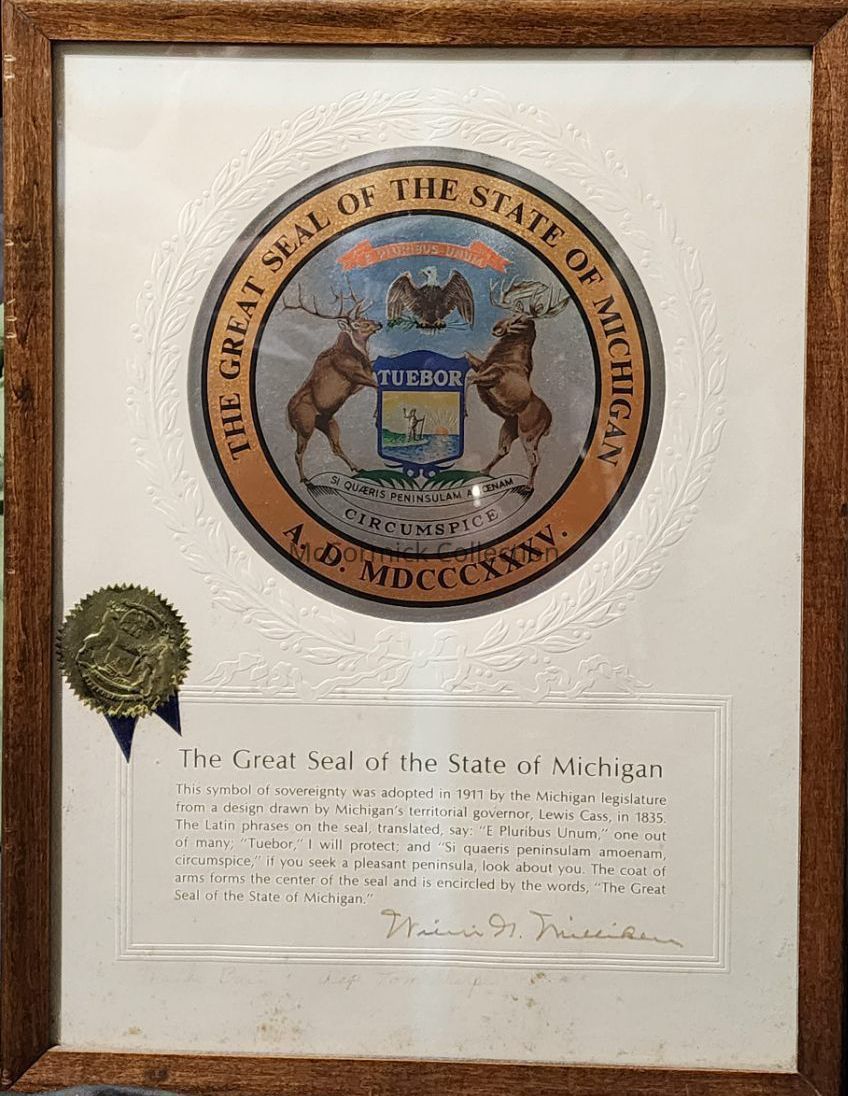 THE GREAT SEAL OF THE STATE OF MICHIGAN
E PLURIBUS UNUM
TUEBOR
SI QUÆRIS PENINSULAM AMŒNAM
CIRCUMSPICE
A. D. MDCCCXXXV.
McCormick Collection
The Great Seal of the State of Michigan
This symbol of sovereignty was adopted in 1911 by the Michigan legislature
from a design drawn by Michigan's territorial governor, Lewis Cass, in 1835.
The Latin phrases on the seal, translated, say: "E Pluribus Unum," one out
of many; "Tuebor," I will protect; and "Si quaeris peninsulam amoenam,
circumspice," if you seek a pleasant peninsula, look about you. The coat of
arms forms the center of the seal and is encircled by the words, "The Great
Seal of the State of Michigan."
William G. Milliken